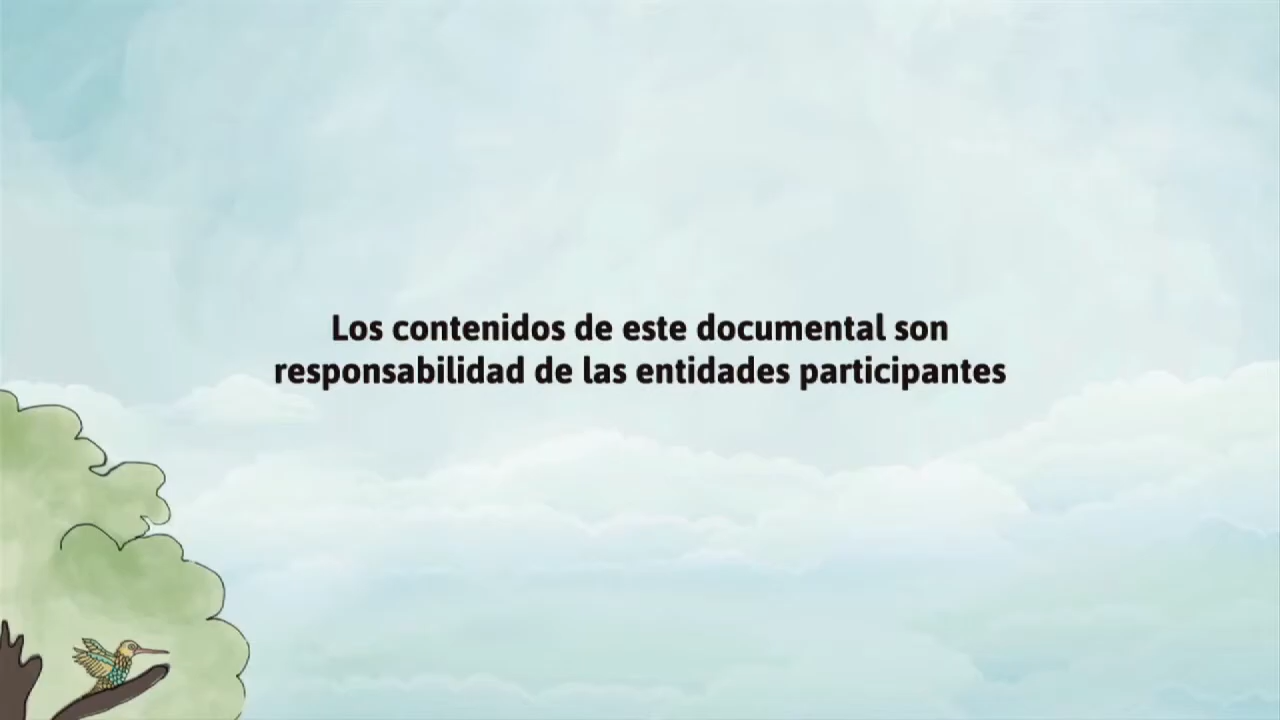 Los contenidos de este documental son
responsabilidad de las entidades participantes